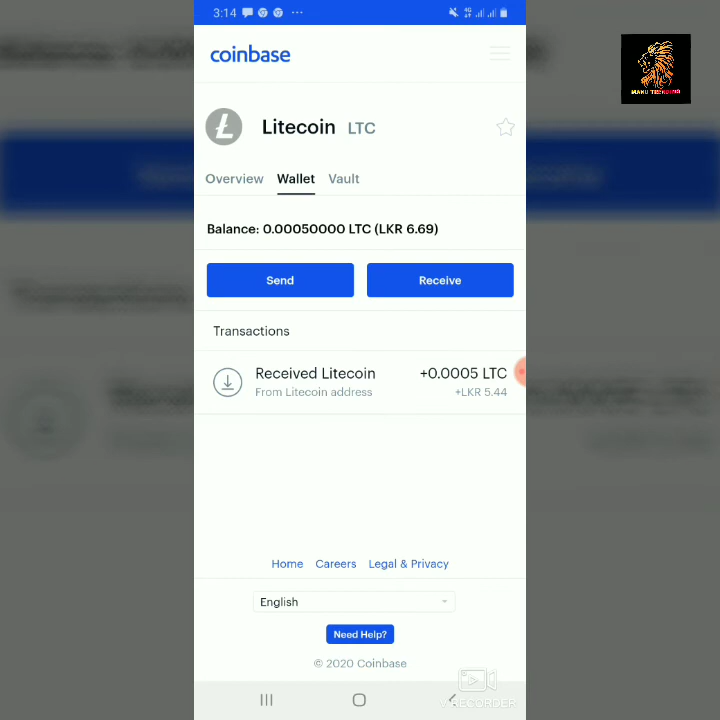 3:14
coinbase
Litecoin LTC
Overview Wallet Vault
Balance: 0.00050000 LTC (LKR 6.69)
Send Receive
Transactions
Received Litecoin +0.0005 LTC
From Litecoin address +LKR 5.44
Home Careers Legal & Privacy
English
Need Help?
© 2020 Coinbase
V RECORDER